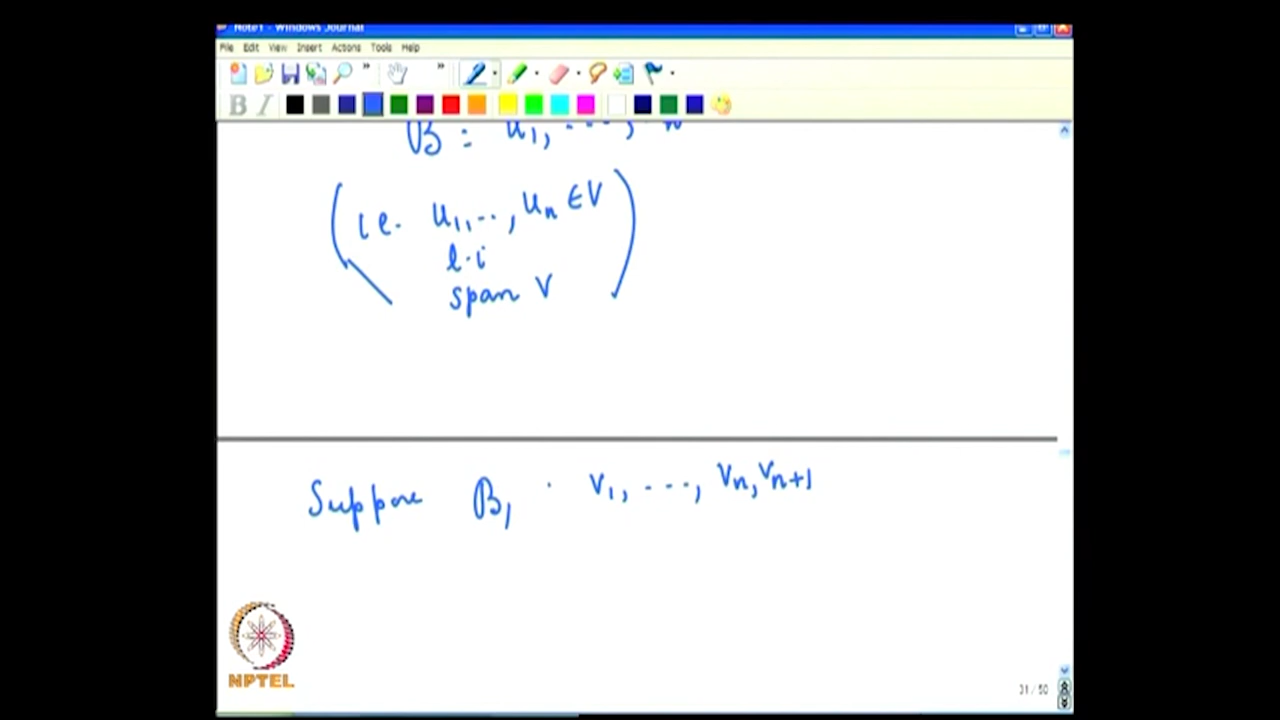 Note1 - Windows Journal
File Edit View Insert Actions Tools Help
B I
B : u1, ..., n
(i.e. u1, .., un ∈ V)
l.i
span V
Suppose B1 : v1, ..., vn, vn+1
NPTEL
31 / 50